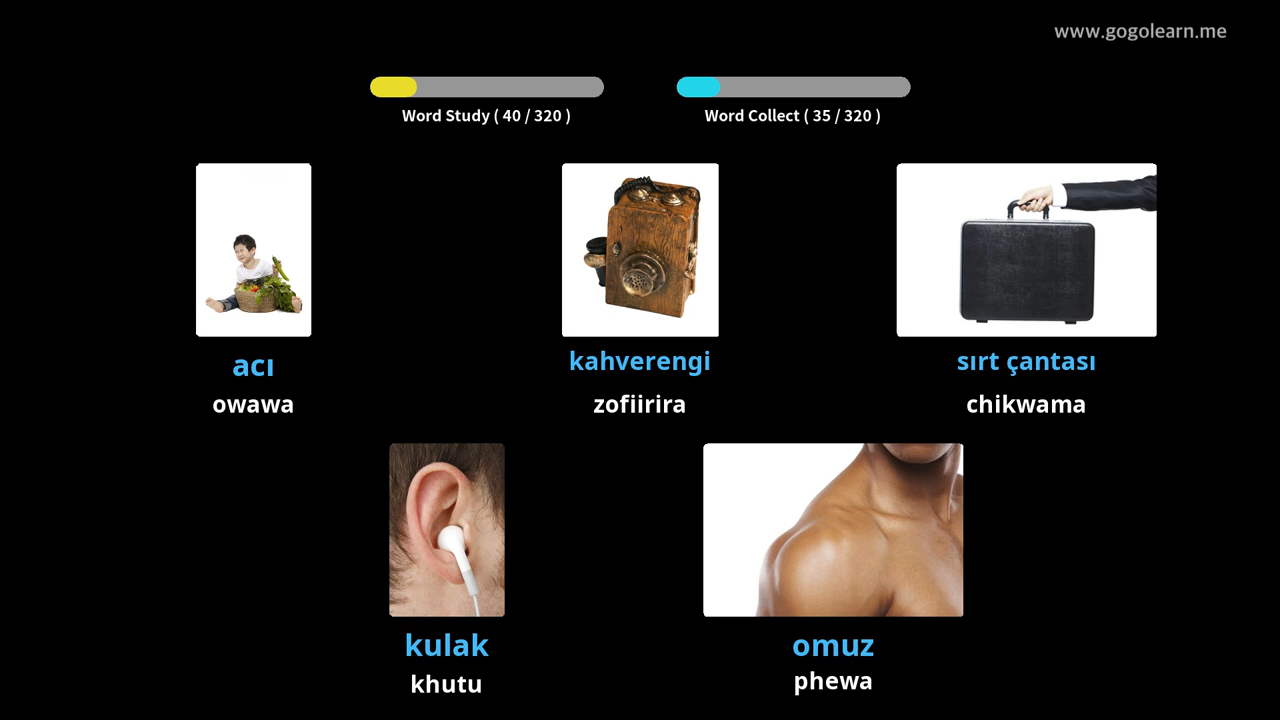 www.gogolearn.me
Word Study ( 40 / 320 )
Word Collect ( 35 / 320 )
acı
owawa
kahverengi
zofiirira
sırt çantası
chikwama
kulak
khutu
omuz
phewa